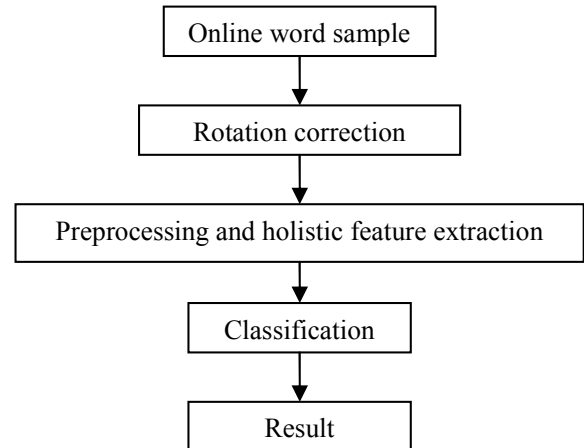 Online word sample
Rotation correction
Preprocessing and holistic feature extraction
Classification
Result